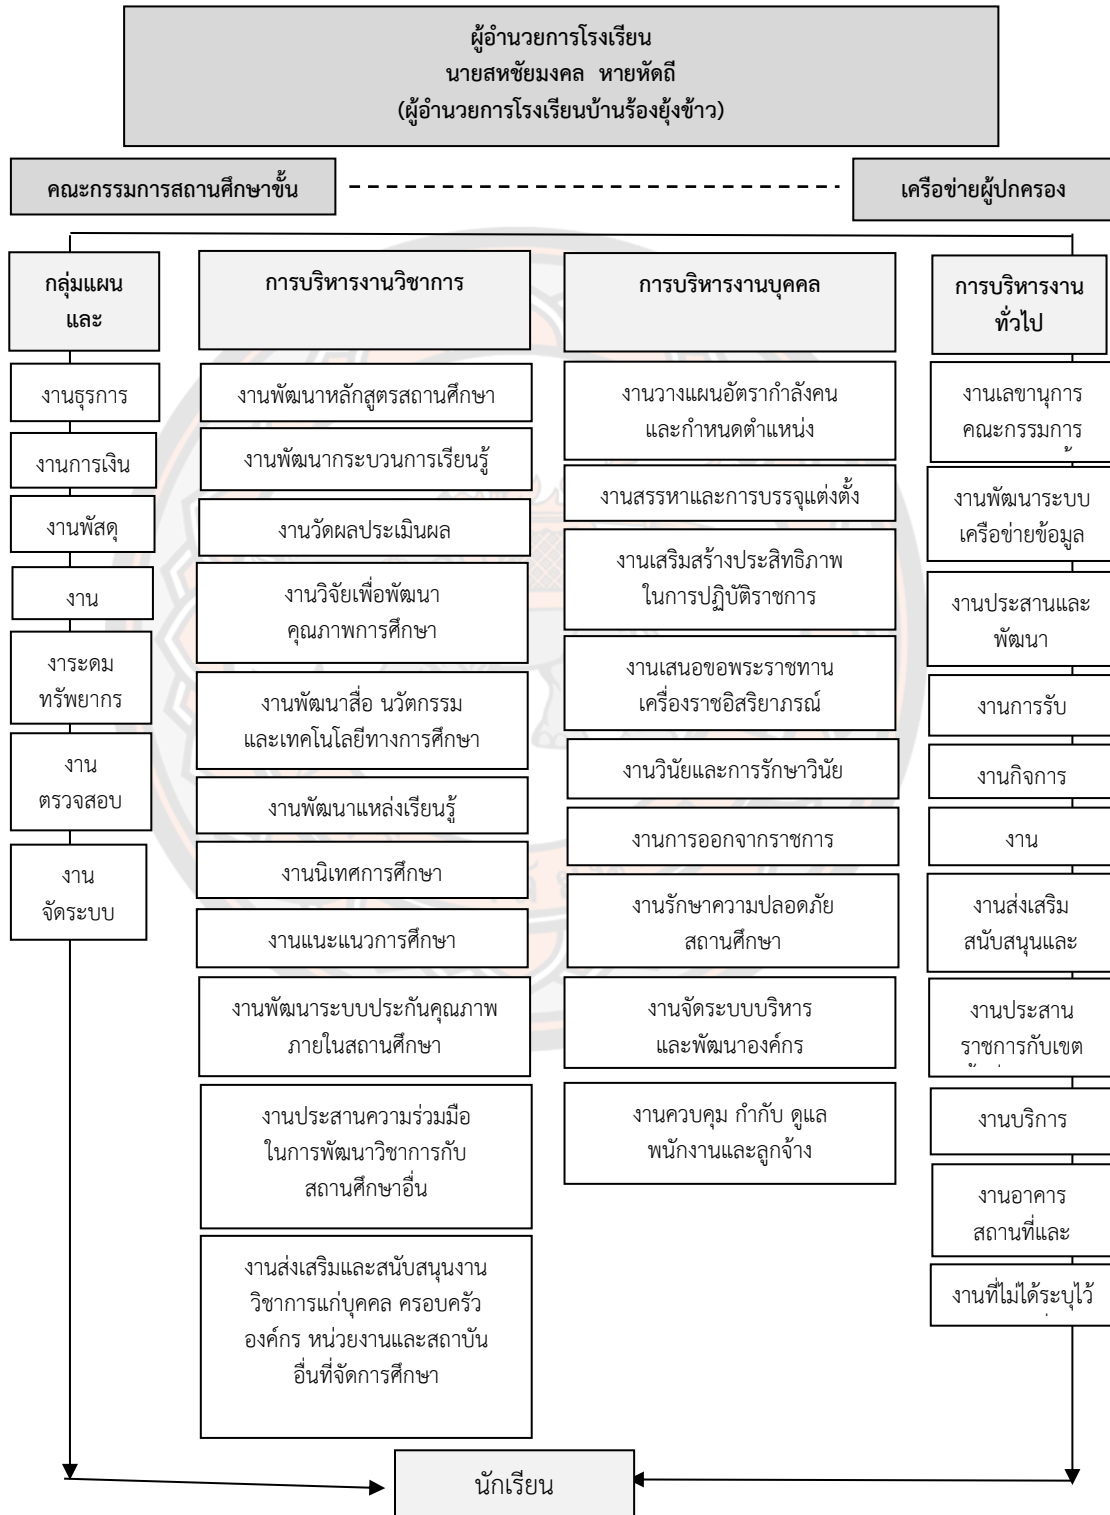 ผู้อำนวยการโรงเรียน
นายสหชัยมงคล หายหัดถี
(ผู้อำนวยการโรงเรียนบ้านร้องยุ้งข้าว)
คณะกรรมการสถานศึกษาขั้น
เครือข่ายผู้ปกครอง
กลุ่มแผน
และ
งานธุรการ
งานการเงิน
งานพัสดุ
งาน
งาระดม
ทรัพยากร
งาน
ตรวจสอบ
งาน
จัดระบบ
การบริหารงานวิชาการ
งานพัฒนาหลักสูตรสถานศึกษา
งานพัฒนากระบวนการเรียนรู้
งานวัดผลประเมินผล
งานวิจัยเพื่อพัฒนา
คุณภาพการศึกษา
งานพัฒนาสื่อ นวัตกรรม
และเทคโนโลยีทางการศึกษา
งานพัฒนาแหล่งเรียนรู้
งานนิเทศการศึกษา
งานแนะแนวการศึกษา
งานพัฒนาระบบประกันคุณภาพ
ภายในสถานศึกษา
งานประสานความร่วมมือ
ในการพัฒนาวิชาการกับ
สถานศึกษาอื่น
งานส่งเสริมและสนับสนุนงาน
วิชาการแก่บุคคล ครอบครัว
องค์กร หน่วยงานและสถาบัน
อื่นที่จัดการศึกษา
การบริหารงานบุคคล
งานวางแผนอัตรากำลังคน
และกำหนดตำแหน่ง
งานสรรหาและการบรรจุแต่งตั้ง
งานเสริมสร้างประสิทธิภาพ
ในการปฏิบัติราชการ
งานเสนอขอพระราชทาน
เครื่องราชอิสริยาภรณ์
งานวินัยและการรักษาวินัย
งานการออกจากราชการ
งานรักษาความปลอดภัย
สถานศึกษา
งานจัดระบบบริหาร
และพัฒนาองค์กร
งานควบคุม กำกับ ดูแล
พนักงานและลูกจ้าง
การบริหารงาน
ทั่วไป
งานเลขานุการ
คณะกรรมการ
งานพัฒนาระบบ
เครือข่ายข้อมูล
งานประสานและ
พัฒนา
งานการรับ
งานกิจการ
งาน
งานส่งเสริม
สนับสนุนและ
งานประสาน
ราชการกับเขต
งานบริการ
งานอาคาร
สถานที่และ
งานที่ไม่ได้ระบุไว้
นักเรียน